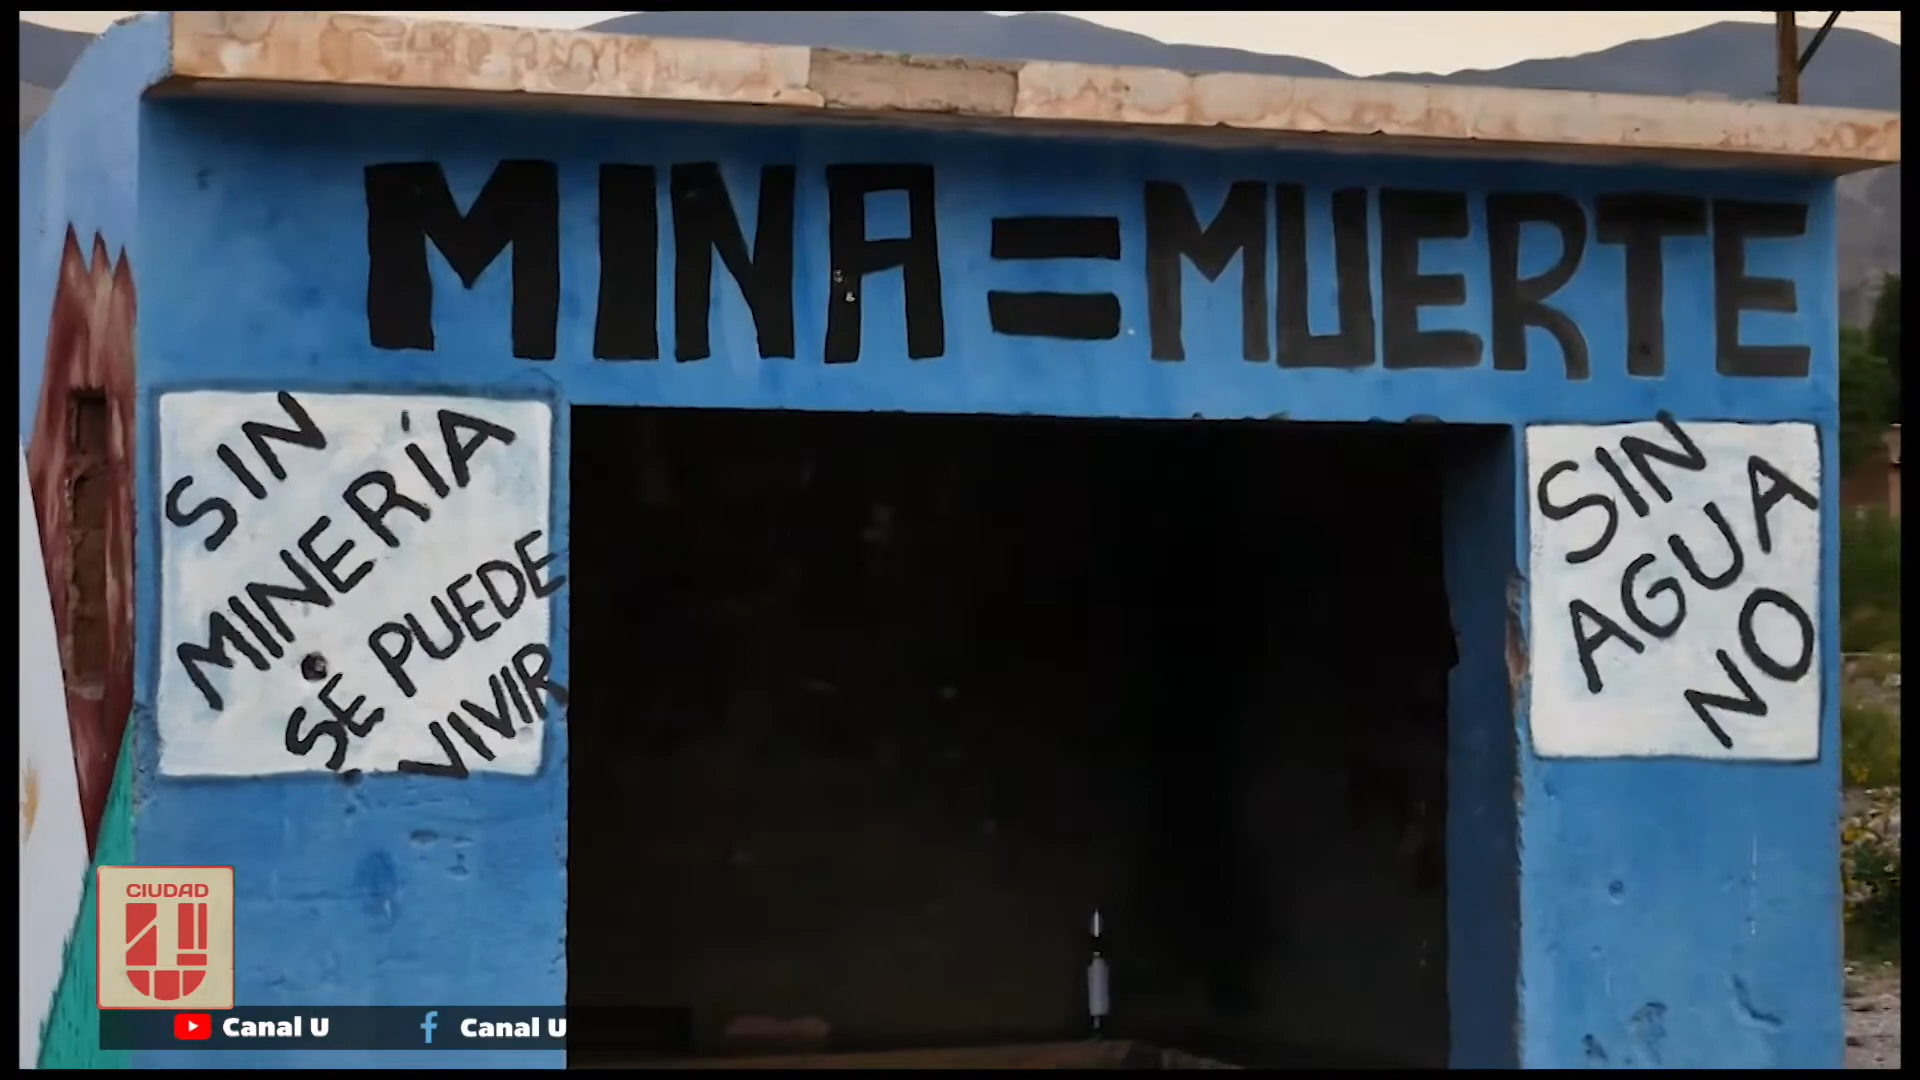 MINA = MUERTE
SIN
MINERÍA
SE PUEDE
VIVIR
SIN
AGUA
NO
CIUDAD
U
Canal U
Canal U